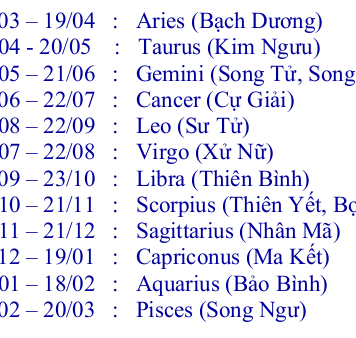 03 – 19/04 : Aries (Bạch Dương)
04 - 20/05 : Taurus (Kim Ngưu)
05 – 21/06 : Gemini (Song Tử, Song
06 – 22/07 : Cancer (Cự Giải)
08 – 22/09 : Leo (Sư Tử)
07 – 22/08 : Virgo (Xử Nữ)
09 – 23/10 : Libra (Thiên Bình)
10 – 21/11 : Scorpius (Thiên Yết, Bọ
11 – 21/12 : Sagittarius (Nhân Mã)
12 – 19/01 : Capriconus (Ma Kết)
01 – 18/02 : Aquarius (Bảo Bình)
02 – 20/03 : Pisces (Song Ngư)